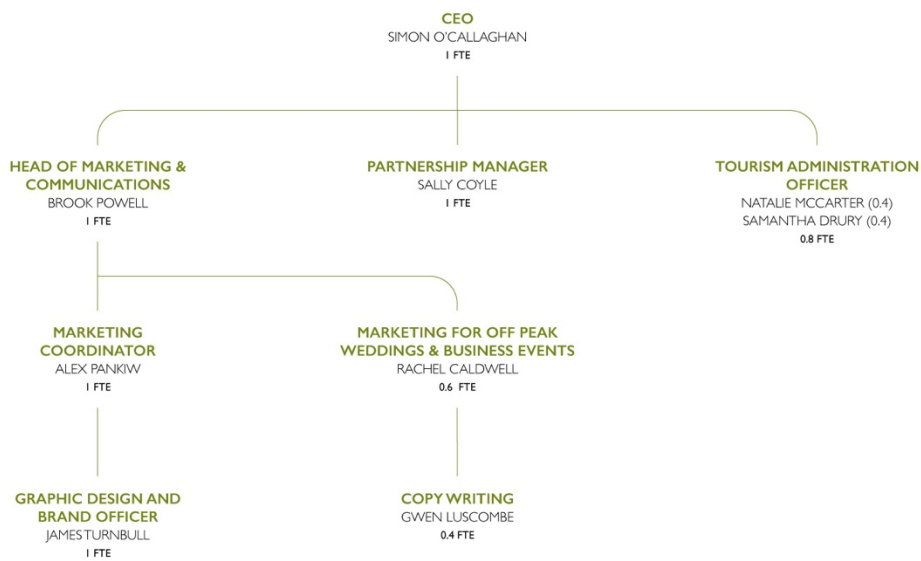 CEO
SIMON O'CALLAGHAN
1 FTE
HEAD OF MARKETING &
COMMUNICATIONS
BROOK POWELL
1 FTE
PARTNERSHIP MANAGER
SALLY COYLE
1 FTE
TOURISM ADMINISTRATION
OFFICER
NATALIE MCCARTER (0.4)
SAMANTHA DRURY (0.4)
0.8 FTE
MARKETING
COORDINATOR
ALEX PANKIW
1 FTE
MARKETING FOR OFF PEAK
WEDDINGS & BUSINESS EVENTS
RACHEL CALDWELL
0.6 FTE
GRAPHIC DESIGN AND
BRAND OFFICER
JAMES TURNBULL
1 FTE
COPY WRITING
GWEN LUSCOMBE
0.4 FTE